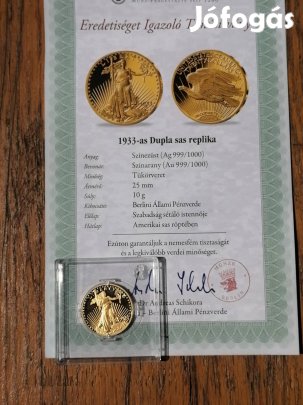 Jófogás
Eredetiséget Igazoló
1933-as Dupla sas replika
Anyag: Színezüst (Ag 999/1000)
Bevonat: Színarany (Au 999/1000)
Minőség: Tükörveret
Átmérő: 25 mm
Súly: 10 g
Kibocsátó: Berlini Állami Pénzverde
Előlap: Szabadság sétáló istennője
Hátlap: Amerikai sas röptében
Ezúton garantáljuk a nemesfém tisztaságát
és a legkiválóbb verdei minőséget.
Andreas Schikora
Berlini Állami Pénzverde